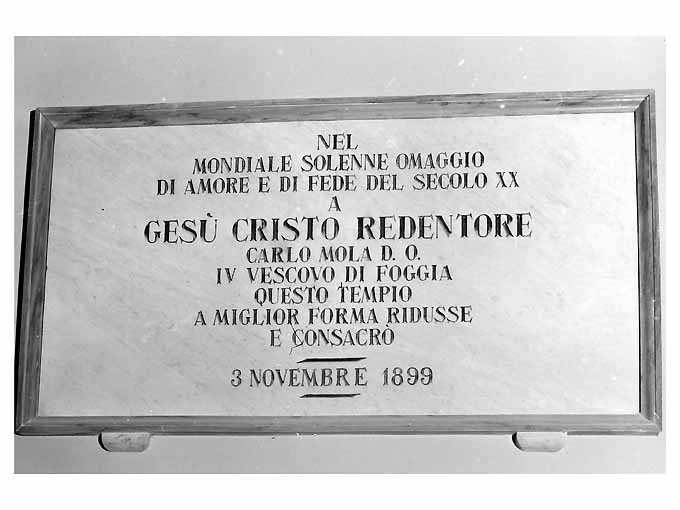 NEL
MONDIALE SOLENNE OMAGGIO
DI AMORE E DI FEDE DEL SECOLO XX
A
GESÙ CRISTO REDENTORE
CARLO MOLA D. O.
IV VESCOVO DI FOGGIA
QUESTO TEMPIO
A MIGLIOR FORMA RIDUSSE
E CONSACRÒ
3 NOVEMBRE 1899